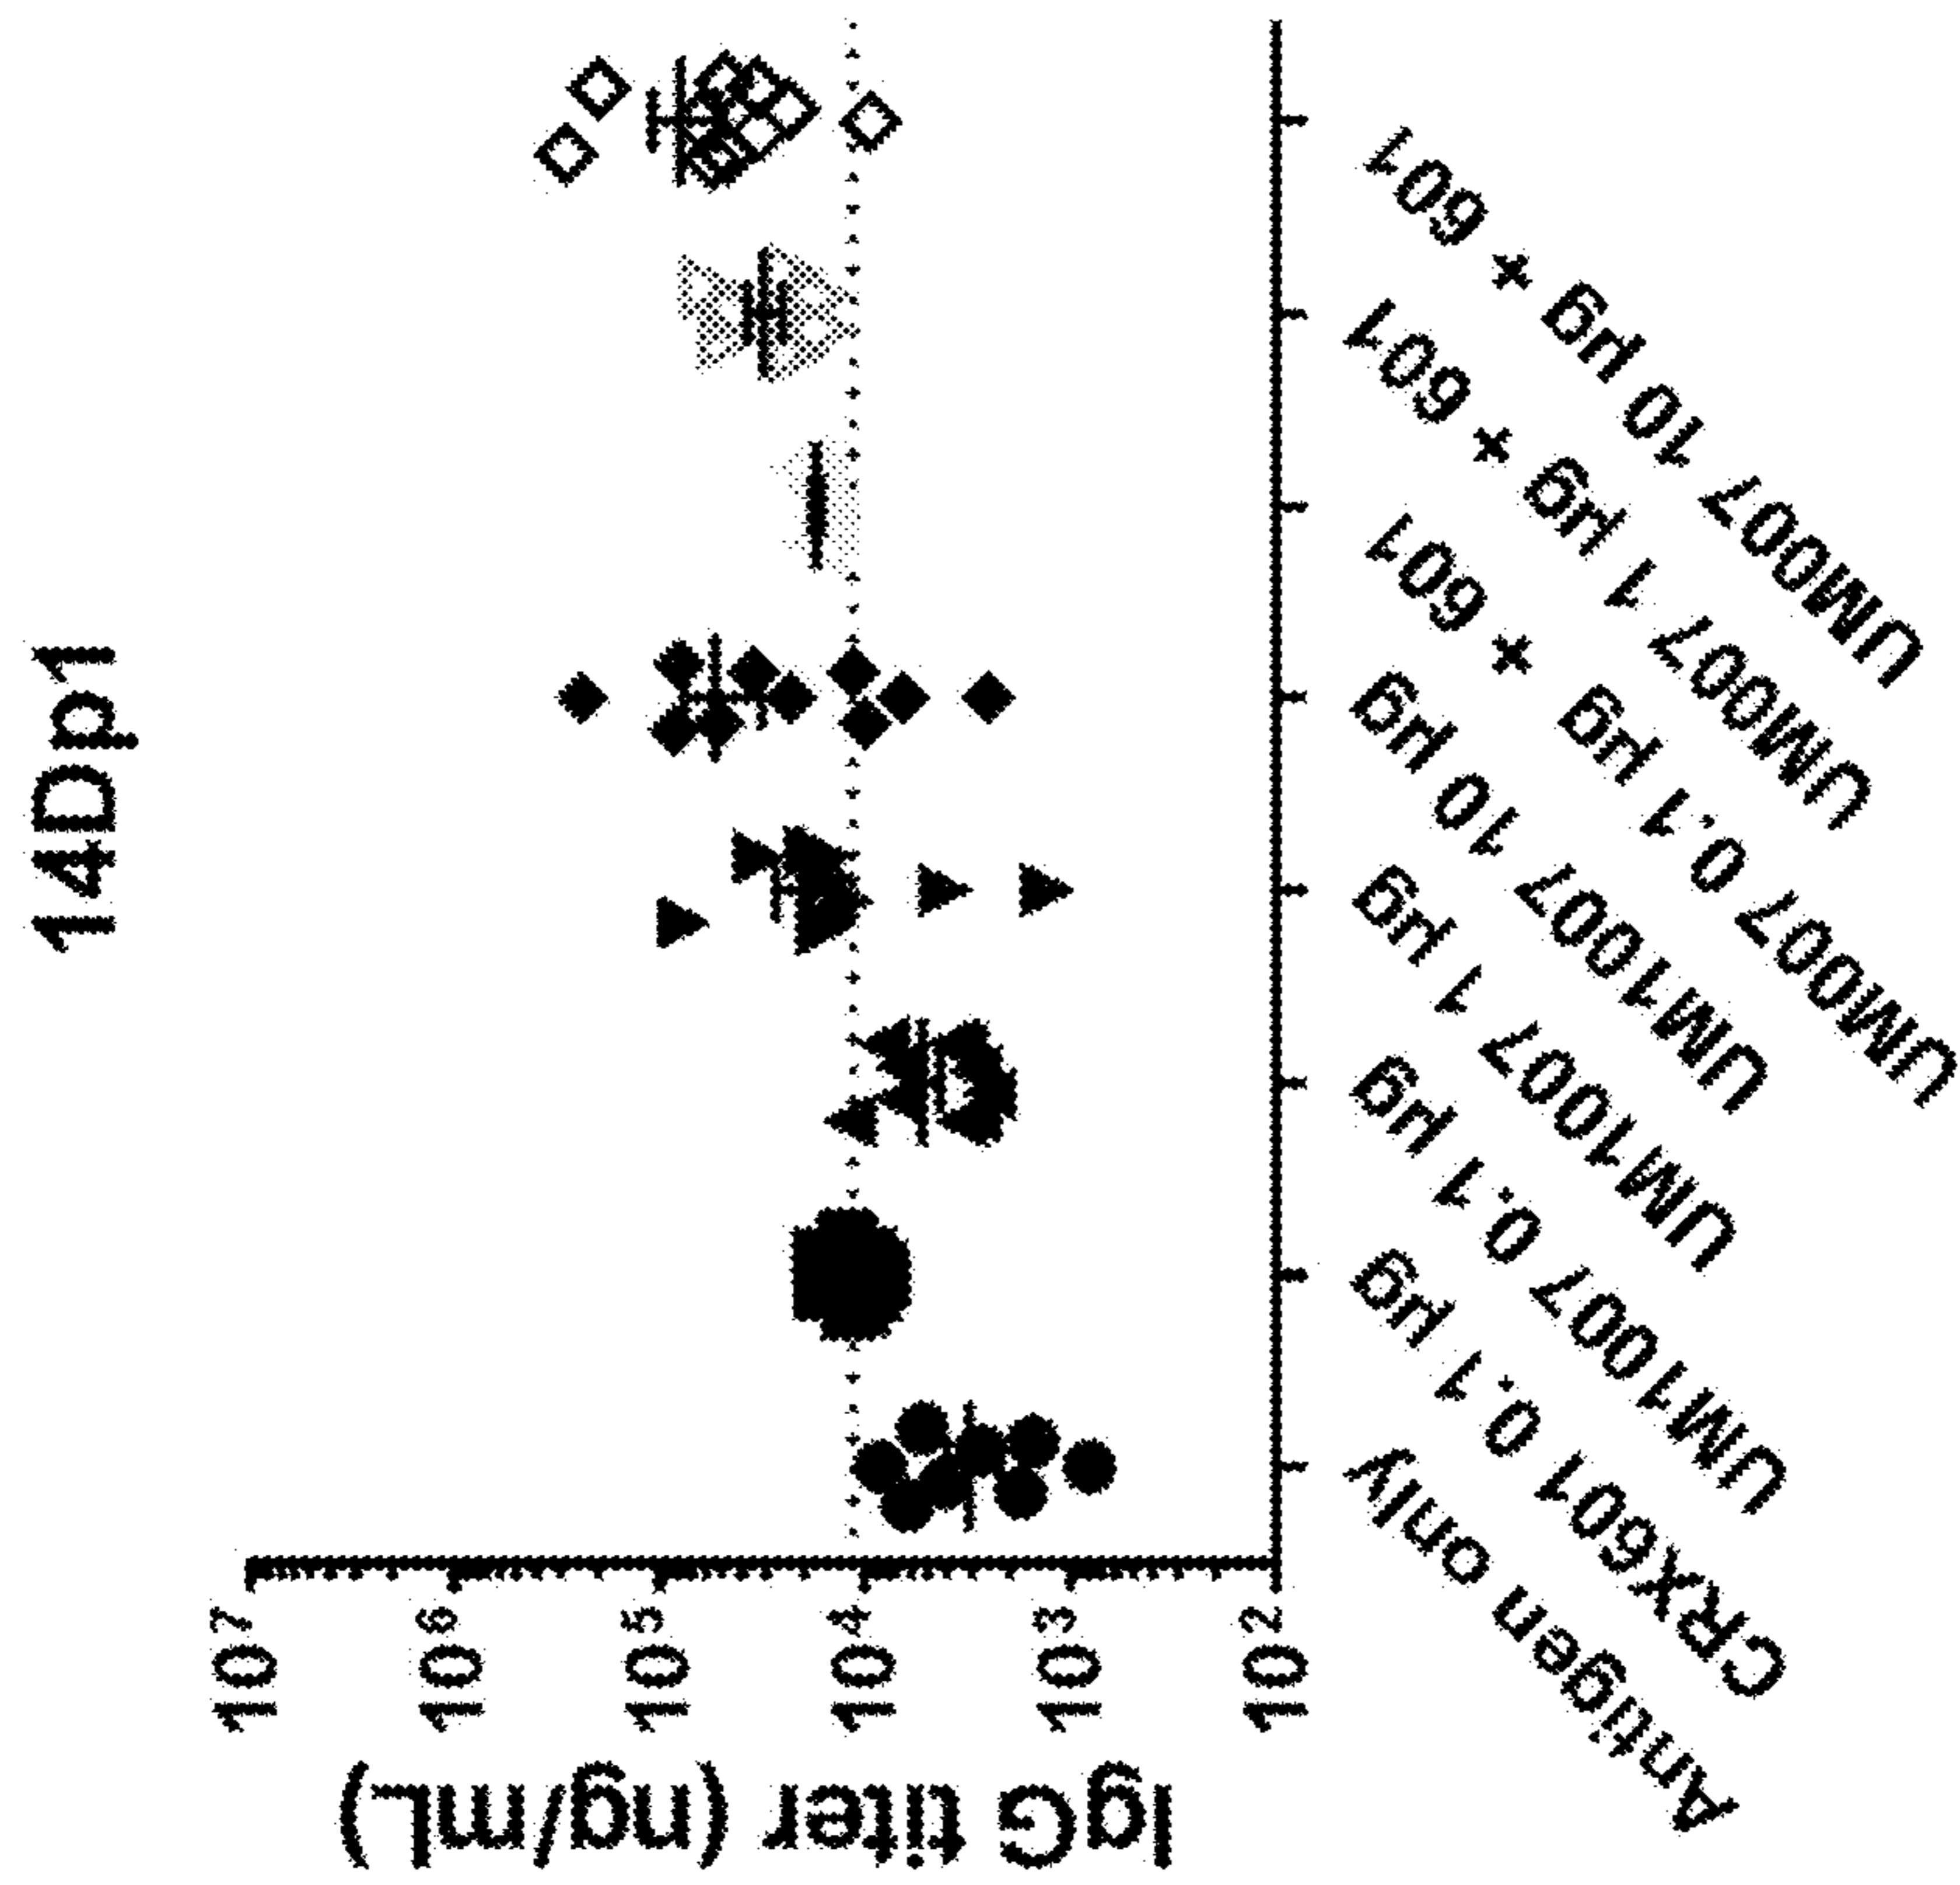 14Dp1
IgG titer (ng/mL)
10⁷
10⁶
10⁵
10⁴
10³
10²
Antigen only
CRX601 0.1 µg
UM1007 0.1 µg
UM1007 1 µg
UM1007 10 µg
UM007 0.1 µg * 601
UM007 1 µg * 601
UM007 10 µg * 601